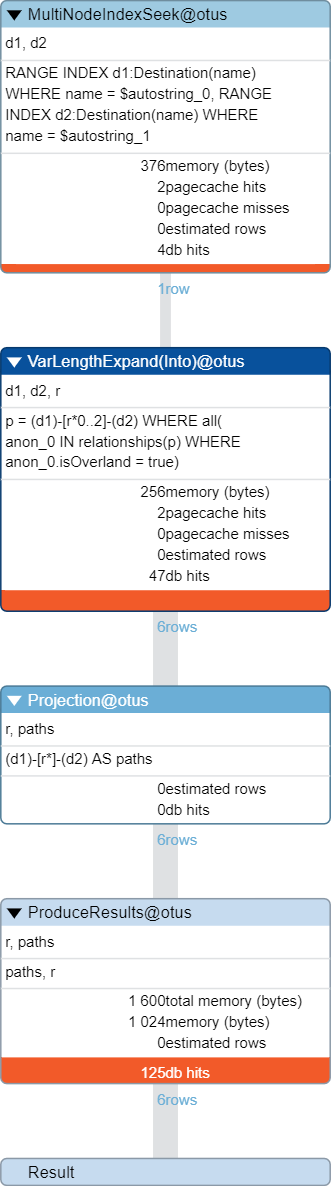 MultiNodeIndexSeek@otus
d1, d2
RANGE INDEX d1:Destination(name)
WHERE name = $autostring_0, RANGE
INDEX d2:Destination(name) WHERE
name = $autostring_1
376memory (bytes)
2pagecache hits
0pagecache misses
0estimated rows
4db hits
1row
VarLengthExpand(Into)@otus
d1, d2, r
p = (d1)-[r*0..2]-(d2) WHERE all(
anon_0 IN relationships(p) WHERE
anon_0.isOverland = true)
256memory (bytes)
2pagecache hits
0pagecache misses
0estimated rows
47db hits
6rows
Projection@otus
r, paths
(d1)-[r*]-(d2) AS paths
0estimated rows
0db hits
6rows
ProduceResults@otus
r, paths
paths, r
1 600total memory (bytes)
1 024memory (bytes)
0estimated rows
125db hits
6rows
Result